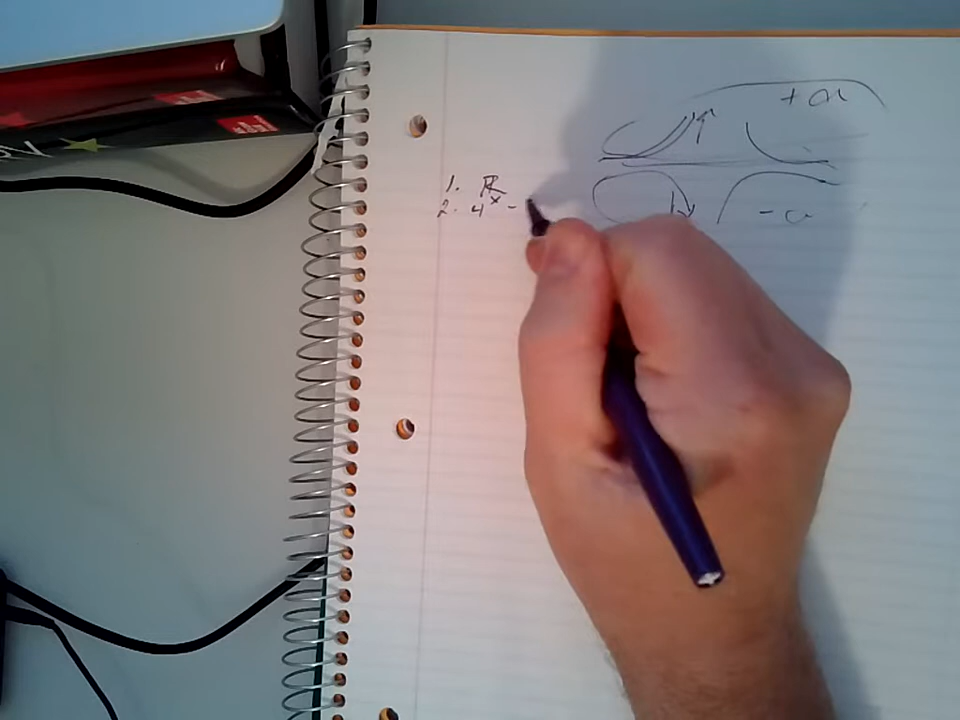 +a
1. ℝ
2. 4ˣ -
-a